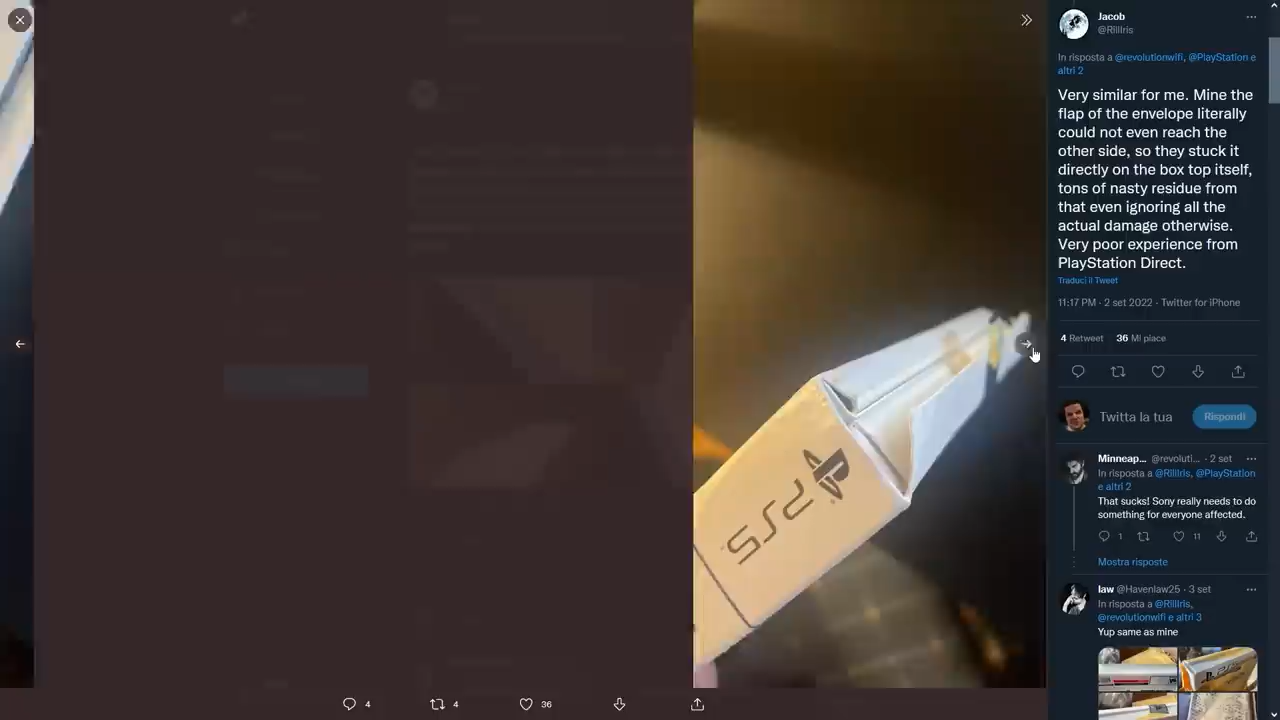 Jacob
@RillIris
In risposta a @revolutionwifi, @PlayStation e
altri 2
Very similar for me. Mine the
flap of the envelope literally
could not even reach the
other side, so they stuck it
directly on the box top itself,
tons of nasty residue from
that even ignoring all the
actual damage otherwise.
Very poor experience from
PlayStation Direct.
Traduci il Tweet
11:17 PM · 2 set 2022 · Twitter for iPhone
4 Retweet 36 Mi piace
Twitta la tua
Rispondi
Minneap... @revoluti... · 2 set
In risposta a @RillIris, @PlayStation
e altri 2
That sucks! Sony really needs to do
something for everyone affected.
1 11
Mostra risposte
law @Havenlaw25 · 3 set
In risposta a @RillIris,
@revolutionwifi e altri 3
Yup same as mine
PS5
4 4 36